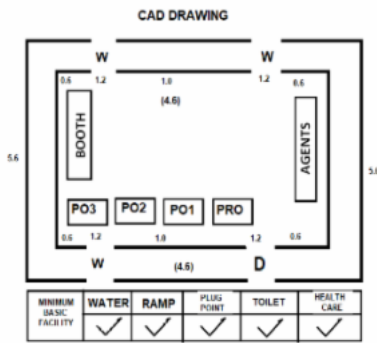 CAD DRAWING
W W
0.6 1.2 1.0 1.2 0.6
(4.6)
BOOTH
AGENTS
5.6
PO3 PO2 PO1 PRO
0.6 1.2 1.0 1.2 0.6
W (4.6) D
MINIMUM BASIC FACILITY WATER RAMP PLUG POINT TOILET HEALTH CARE